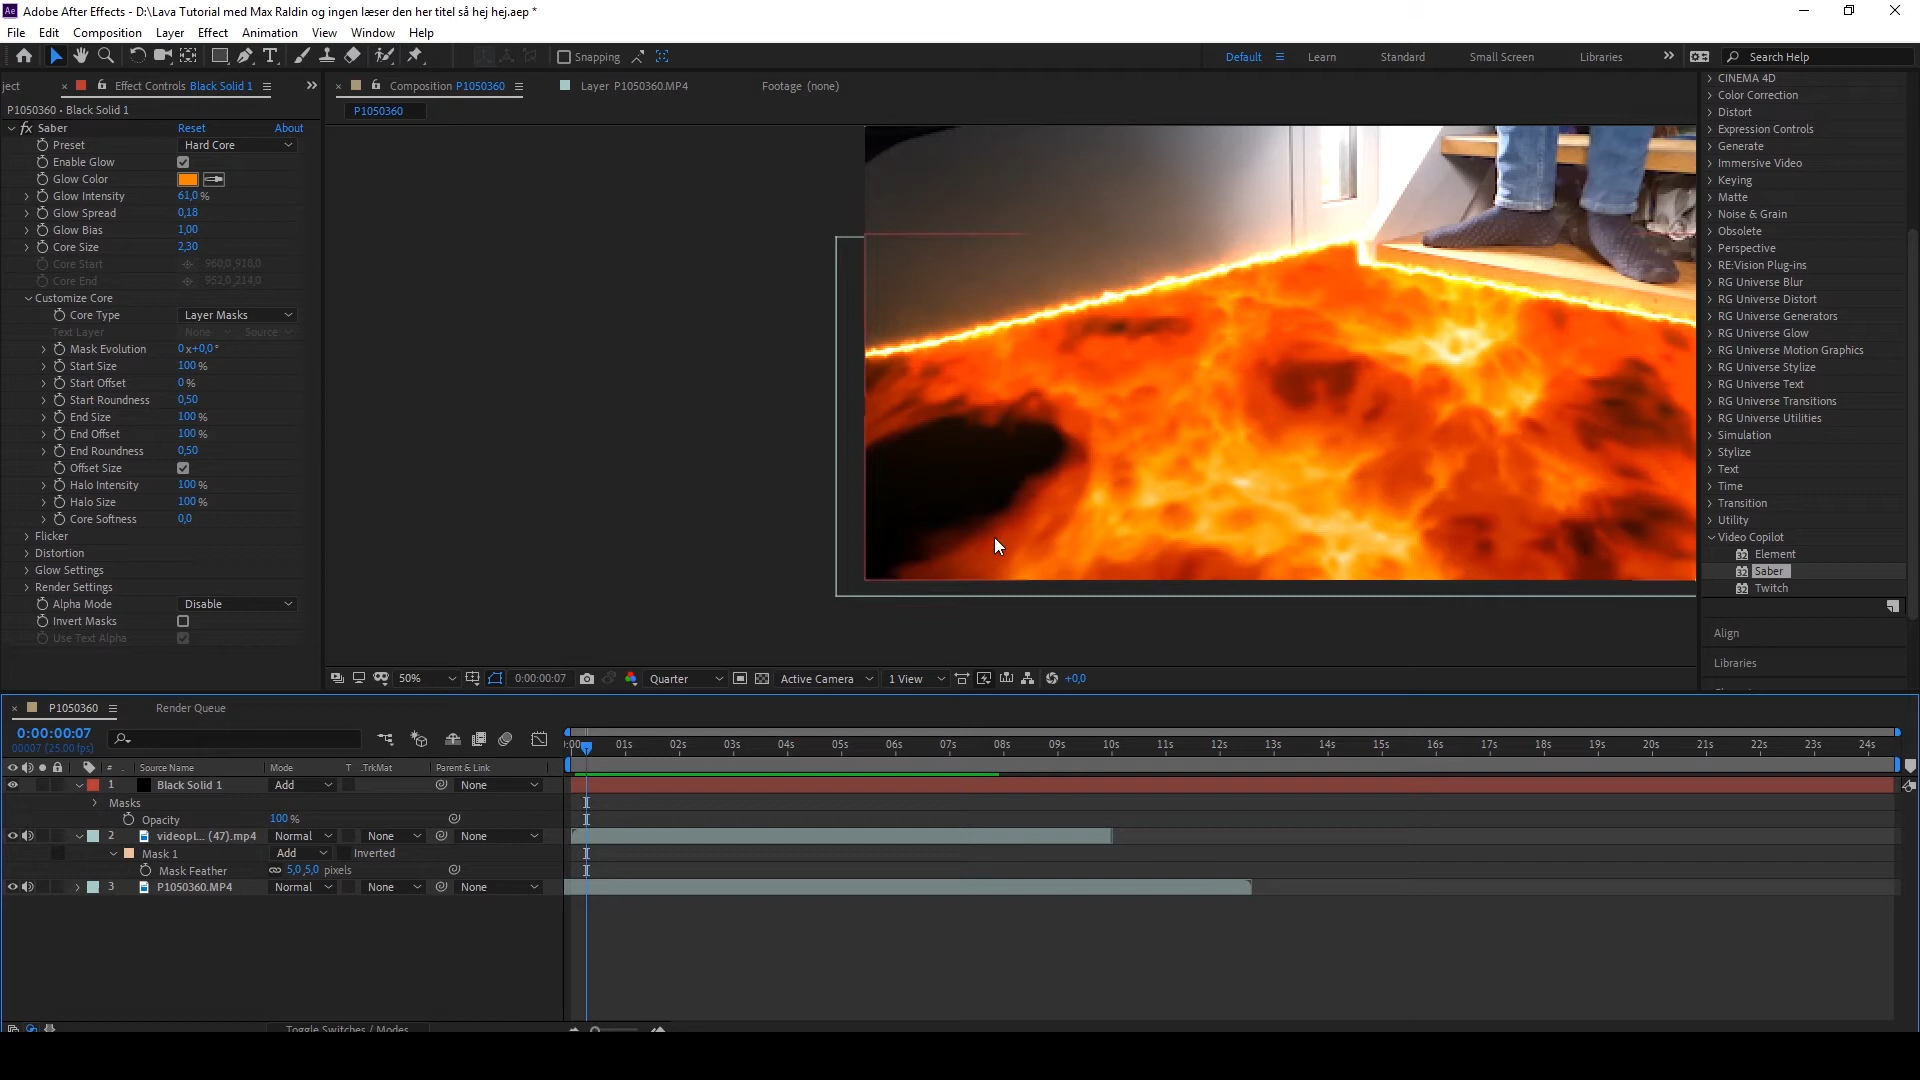 Adobe After Effects - D:\Lava Tutorial med Max Raldin og ingen læser den her titel så hej hej.aep *
File Edit Composition Layer Effect Animation View Window Help
Snapping
Default Learn Standard Small Screen Libraries Search Help
ject Effect Controls Black Solid 1
Composition P1050360 Layer P1050360.MP4 Footage (none)
P1050360 • Black Solid 1
P1050360
fx Saber Reset About
Preset Hard Core
Enable Glow
Glow Color
Glow Intensity 61,0 %
Glow Spread 0,18
Glow Bias 1,00
Core Size 2,30
Core Start 960,0,918,0
Core End 952,0,214,0
Customize Core
Core Type Layer Masks
Text Layer None Source
Mask Evolution 0x+0,0°
Start Size 100 %
Start Offset 0 %
Start Roundness 0,50
End Size 100 %
End Offset 100 %
End Roundness 0,50
Offset Size
Halo Intensity 100 %
Halo Size 100 %
Core Softness 0,0
Flicker
Distortion
Glow Settings
Render Settings
Alpha Mode Disable
Invert Masks
Use Text Alpha
CINEMA 4D
Color Correction
Distort
Expression Controls
Generate
Immersive Video
Keying
Matte
Noise & Grain
Obsolete
Perspective
RE:Vision Plug-ins
RG Universe Blur
RG Universe Distort
RG Universe Generators
RG Universe Glow
RG Universe Motion Graphics
RG Universe Stylize
RG Universe Text
RG Universe Transitions
RG Universe Utilities
Simulation
Stylize
Text
Time
Transition
Utility
Video Copilot
32 Element
32 Saber
32 Twitch
Align
Libraries
50% 0:00:00:07 Quarter Active Camera 1 View +0,0
P1050360 Render Queue
0:00:00:07
00007 (25.00 fps)
:00 01s 02s 03s 04s 05s 06s 07s 08s 09s 10s 11s 12s 13s 14s 15s 16s 17s 18s 19s 20s 21s 22s 23s 24s
# Source Name Mode T .TrkMat Parent & Link
1 Black Solid 1 Add None
Masks
Opacity 100 %
2 videopl... (47).mp4 Normal None None
Mask 1 Add Inverted
Mask Feather 5,0,5,0 pixels
3 P1050360.MP4 Normal None None
Toggle Switches / Modes